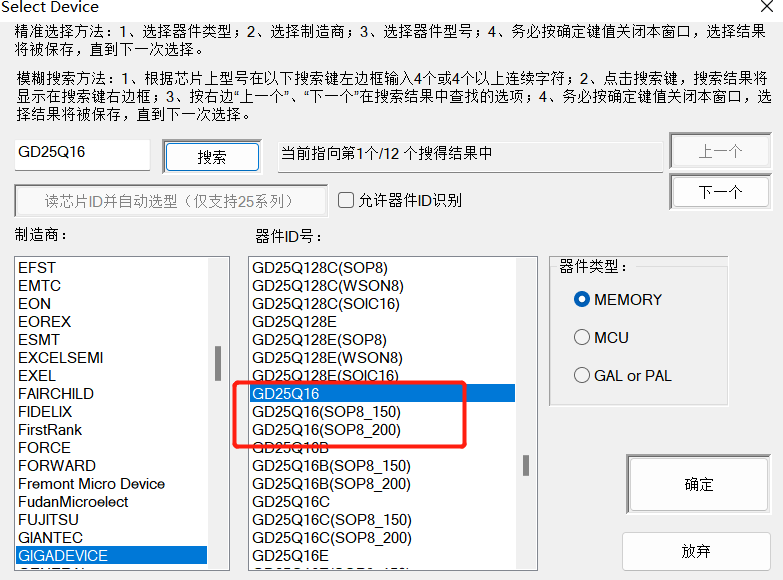 Select Device
精准选择方法：1、选择器件类型；2、选择制造商；3、选择器件型号；4、务必按确定键值关闭本窗口，选择结果
将被保存，直到下一次选择。
模糊搜索方法：1、根据芯片上型号在以下搜索键左边框输入4个或4个以上连续字符；2、点击搜索键，搜索结果将
显示在搜索键右边框；3、按右边“上一个”、“下一个”在搜索结果中查找的选项；4、务必按确定键值关闭本窗口，选
择结果将被保存，直到下一次选择。
GD25Q16
搜索
当前指向第1个/12 个搜得结果中
上一个
下一个
读芯片ID并自动选型（仅支持25系列）
允许器件ID识别
制造商：
EFST
EMTC
EON
EOREX
ESMT
EXCELSEMI
EXEL
FAIRCHILD
FIDELIX
FirstRank
FORCE
FORWARD
Fremont Micro Device
FudanMicroelect
FUJITSU
GIANTEC
GIGADEVICE
器件ID号：
GD25Q128C(SOP8)
GD25Q128C(WSON8)
GD25Q128C(SOIC16)
GD25Q128E
GD25Q128E(SOP8)
GD25Q128E(WSON8)
GD25Q128E(SOIC16)
GD25Q16
GD25Q16(SOP8_150)
GD25Q16(SOP8_200)
GD25Q16B
GD25Q16B(SOP8_150)
GD25Q16B(SOP8_200)
GD25Q16C
GD25Q16C(SOP8_150)
GD25Q16C(SOP8_200)
GD25Q16E
器件类型：
MEMORY
MCU
GAL or PAL
确定
放弃